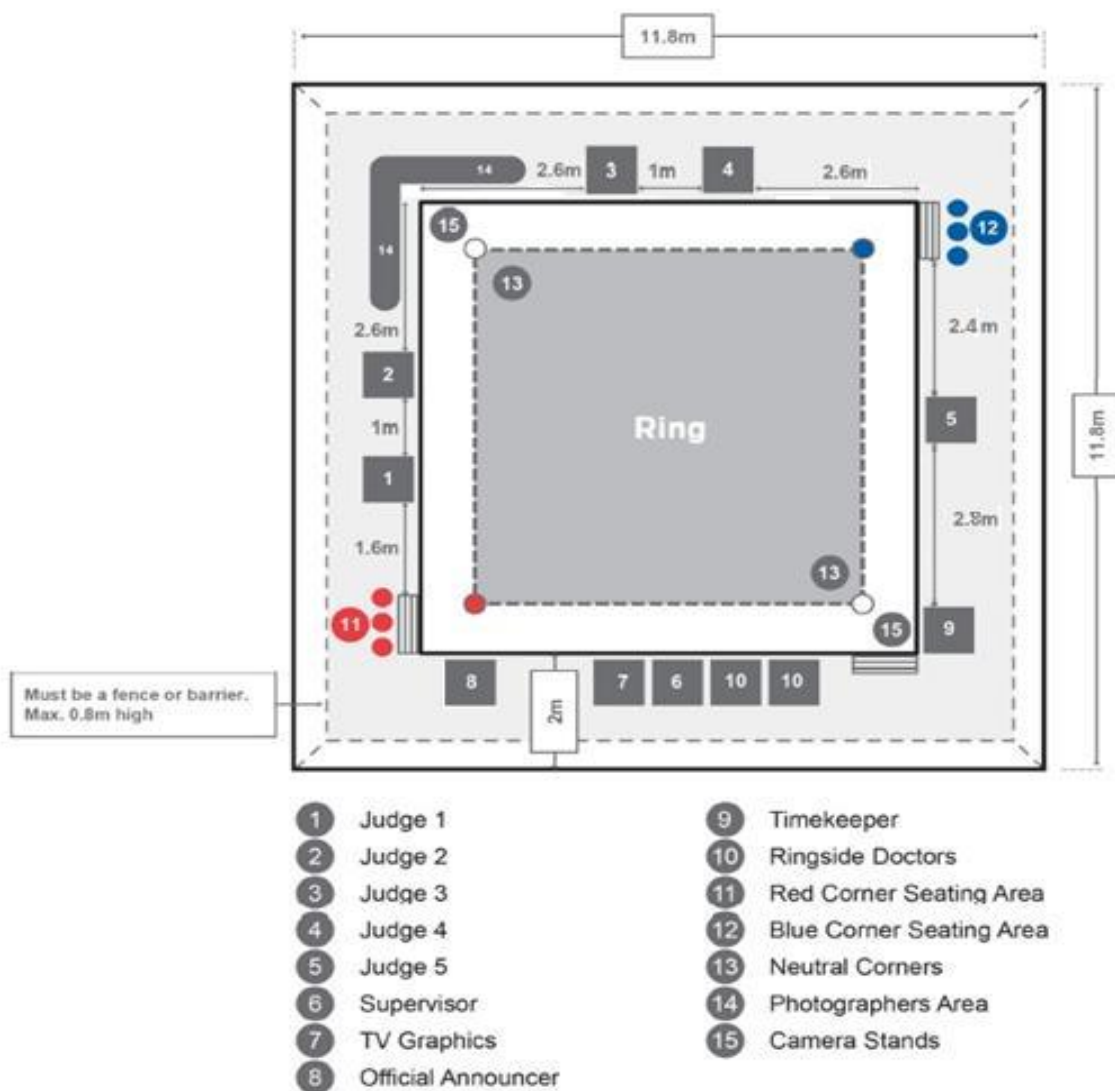 11.8m
14
2.6m
3
1m
4
2.6m
15
12
14
13
2.6m
2.4m
2
Ring
5
1m
11.8m
1
2.8m
1.6m
13
11
15
9
8
7
6
10
10
Must be a fence or barrier.
Max. 0.8m high
2m
1 Judge 1
2 Judge 2
3 Judge 3
4 Judge 4
5 Judge 5
6 Supervisor
7 TV Graphics
8 Official Announcer
9 Timekeeper
10 Ringside Doctors
11 Red Corner Seating Area
12 Blue Corner Seating Area
13 Neutral Corners
14 Photographers Area
15 Camera Stands